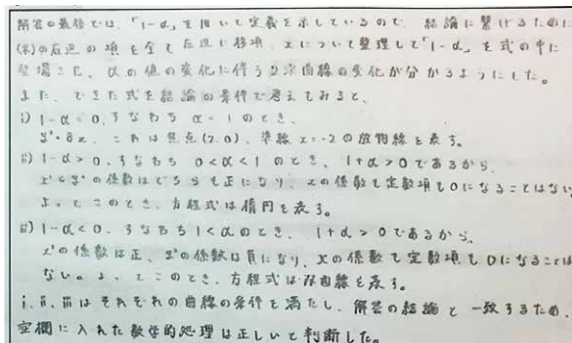 解答の最後では、「1-α」を用いて定義を示しているので、結論に繋げるために
(※)の右辺の項を全て左辺に移項、xについて整理して「1-α」を式の中に
登場させ、αの値の変化に伴う2次曲線の変化が分かるようにした。
また、できた式を結論の条件で考えてみると、
i) 1-α=0、すなわち α=1のとき、
y²=8x、これは焦点(2,0)、準線x=-2の放物線を表す。
ii) 1-α>0、すなわち 0<α<1のとき、1+α>0であるから、
x²とy²の係数はどちらも正になり、xの係数も定数項も0になることはない
よってこのとき、方程式は楕円を表す。
iii) 1-α<0、すなわち1<αのとき、1+α>0であるから、
x²の係数は正、y²の係数は負になり、xの係数も定数項も0になることは
ない。よってこのとき、方程式は双曲線を表す。
i、ii、iiiはそれぞれの曲線の条件を満たし、解答の結論と一致するため、
空欄に入れた数学的処理は正しいと判断した。